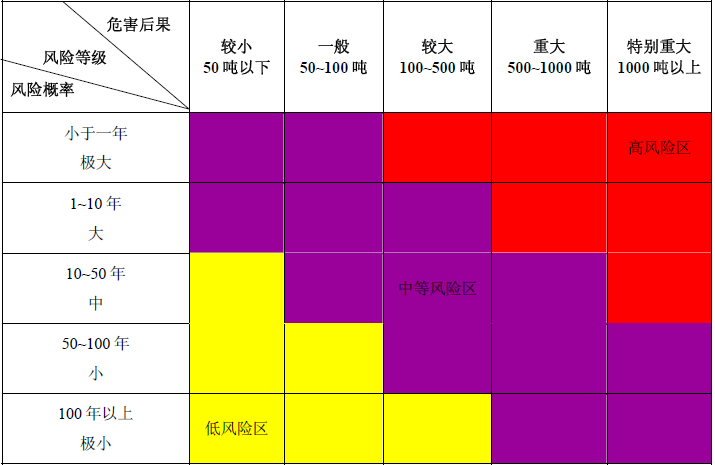 危害后果
风险等级
风险概率
较小
50 吨以下
一般
50~100 吨
较大
100~500 吨
重大
500~1000 吨
特别重大
1000 吨以上
小于一年
极大
高风险区
1~10 年
大
10~50 年
中
中等风险区
50~100 年
小
100 年以上
极小
低风险区